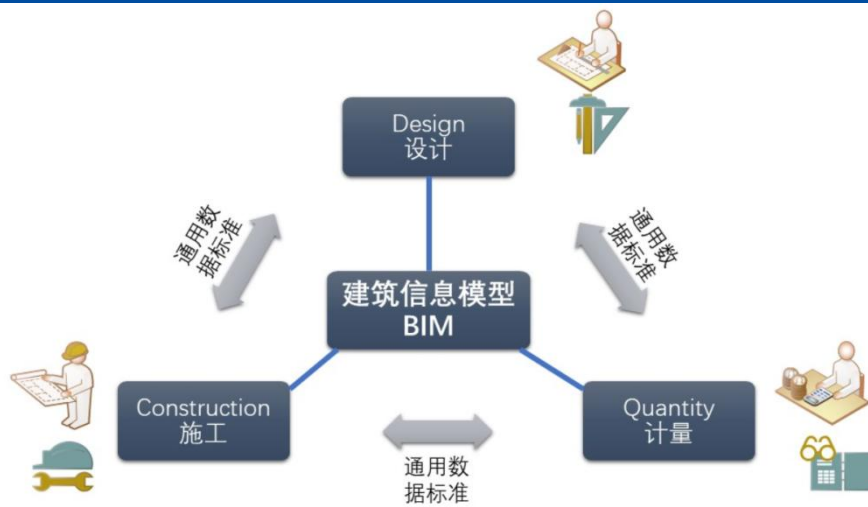 Design
设计
通用数
据标准
通用数
据标准
建筑信息模型
BIM
Construction
施工
Quantity
计量
通用数
据标准